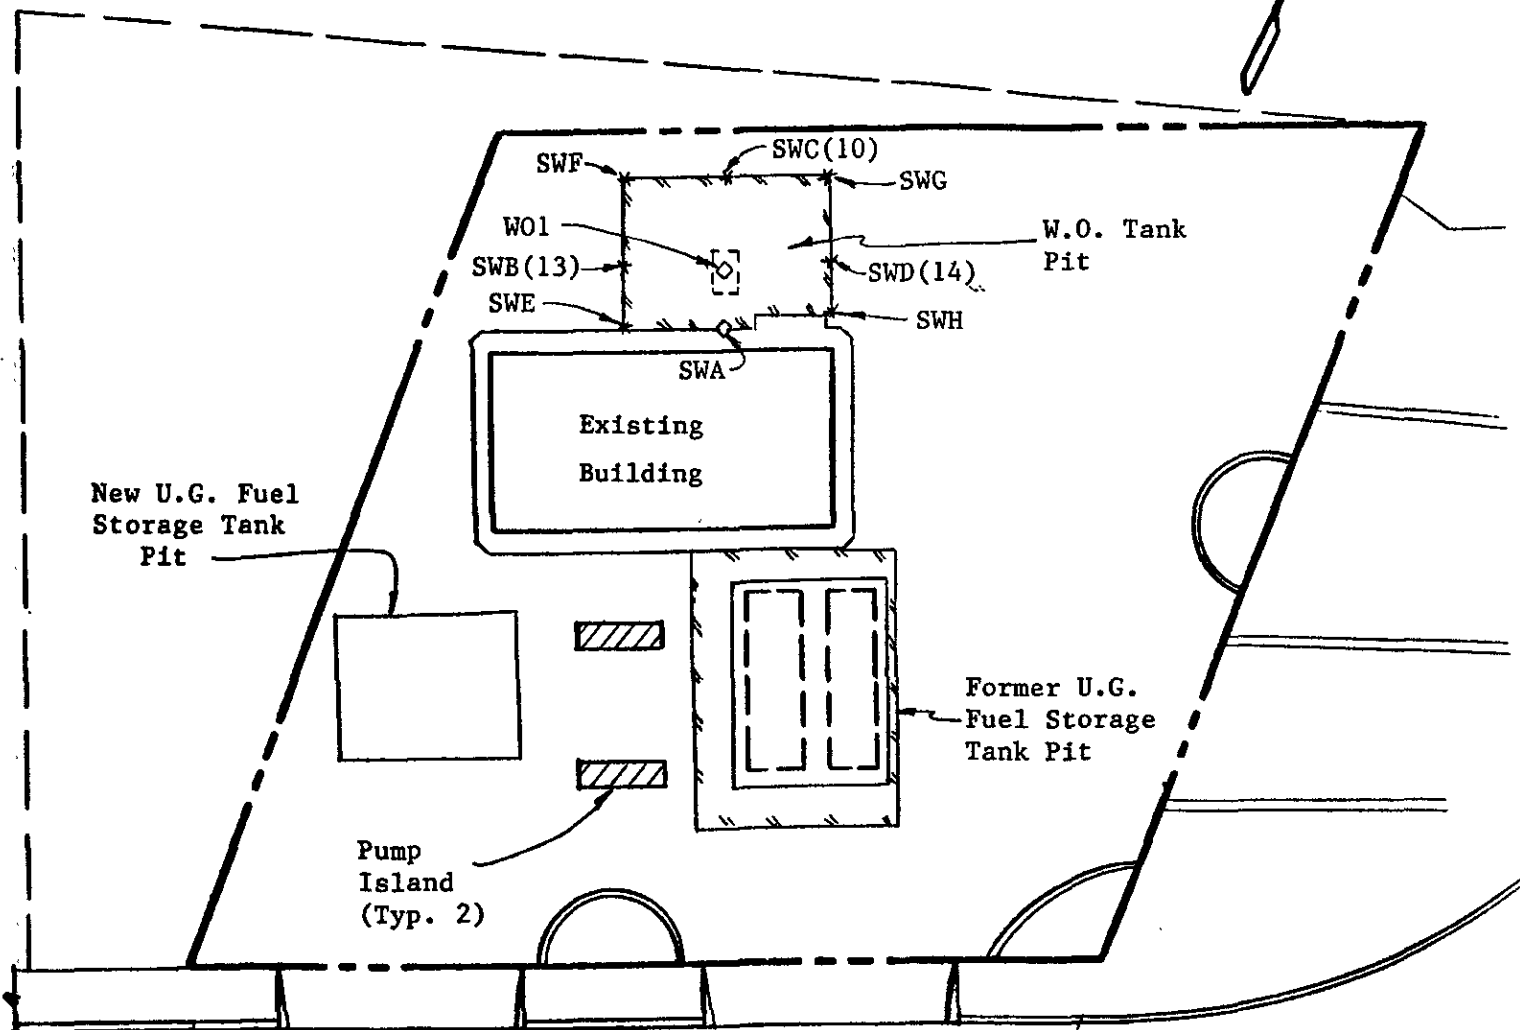 SWC(10)
SWF
SWG
WO1
W.O. Tank
Pit
SWB(13)
SWD(14)
SWE
SWH
SWA
Existing
Building
New U.G. Fuel
Storage Tank
Pit
Former U.G.
Fuel Storage
Tank Pit
Pump
Island
(Typ. 2)